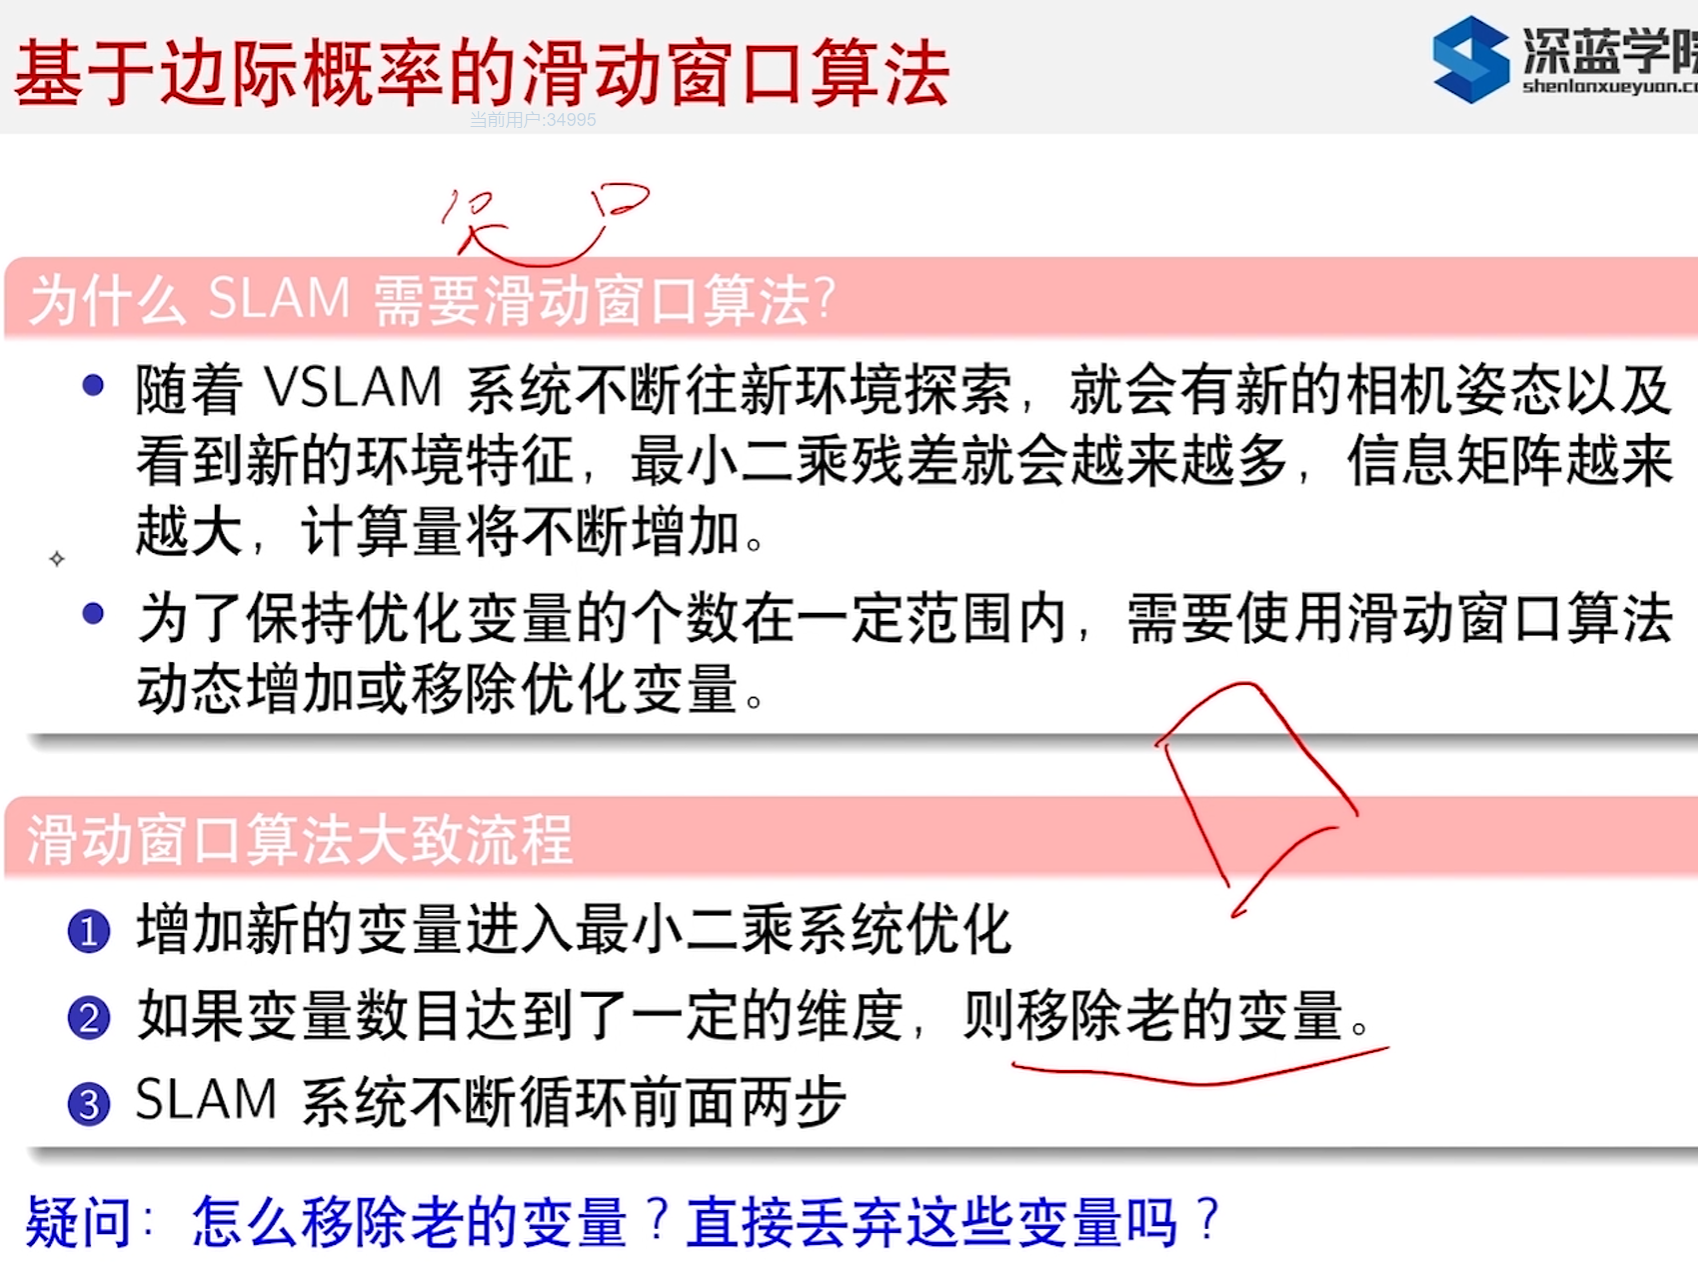 基于边际概率的滑动窗口算法
深蓝学院
shenlanxueyuan.c
当前用户:34995
为什么 SLAM 需要滑动窗口算法?
随着 VSLAM 系统不断往新环境探索，就会有新的相机姿态以及
看到新的环境特征，最小二乘残差就会越来越多，信息矩阵越来
越大，计算量将不断增加。
为了保持优化变量的个数在一定范围内，需要使用滑动窗口算法
动态增加或移除优化变量。
滑动窗口算法大致流程
1 增加新的变量进入最小二乘系统优化
2 如果变量数目达到了一定的维度，则移除老的变量。
3 SLAM 系统不断循环前面两步
疑问：怎么移除老的变量？直接丢弃这些变量吗？